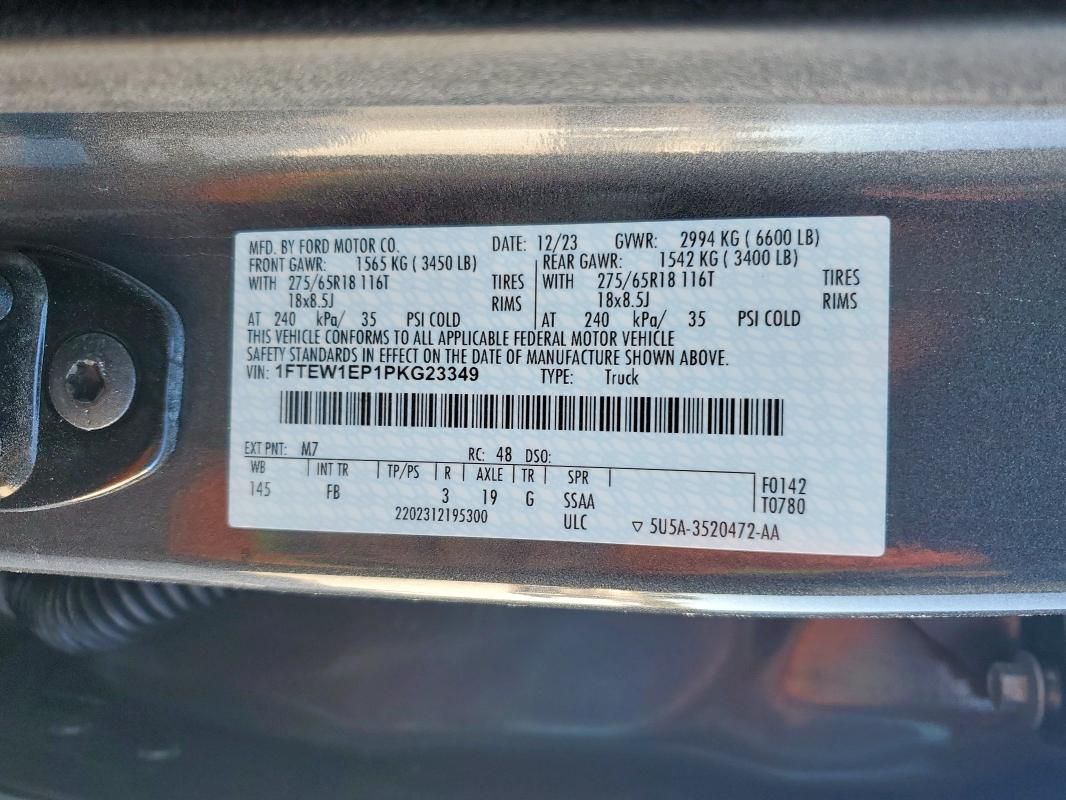 MFD. BY FORD MOTOR CO. DATE: 12/23 GVWR: 2994 KG ( 6600 LB)
FRONT GAWR: 1565 KG ( 3450 LB) REAR GAWR: 1542 KG ( 3400 LB)
WITH 275/65R18 116T TIRES WITH 275/65R18 116T TIRES
18x8.5J RIMS 18x8.5J RIMS
AT 240 kPa/ 35 PSI COLD AT 240 kPa/ 35 PSI COLD
THIS VEHICLE CONFORMS TO ALL APPLICABLE FEDERAL MOTOR VEHICLE
SAFETY STANDARDS IN EFFECT ON THE DATE OF MANUFACTURE SHOWN ABOVE.
VIN: 1FTEW1EP1PKG23349 TYPE: Truck
EXT PNT: M7 RC: 48 DSO:
WB INT TR TP/PS R AXLE TR SPR F0142
145 FB 3 19 G SSAA T0780
2202312195300 ULC ▽ 5U5A-3520472-AA